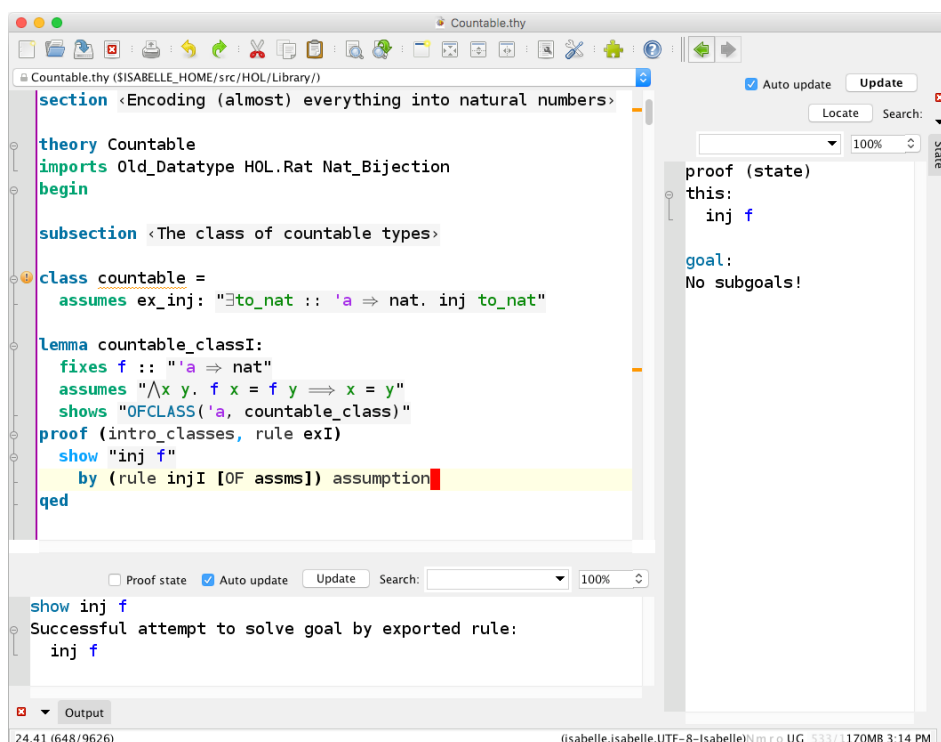 Countable.thy
Countable.thy ($ISABELLE_HOME/src/HOL/Library/)
section ‹Encoding (almost) everything into natural numbers›
theory Countable
imports Old_Datatype HOL.Rat Nat_Bijection
begin
subsection ‹The class of countable types›
class countable =
assumes ex_inj: "∃to_nat :: 'a ⇒ nat. inj to_nat"
lemma countable_classI:
fixes f :: "'a ⇒ nat"
assumes "⋀x y. f x = f y ⟹ x = y"
shows "OFCLASS('a, countable_class)"
proof (intro_classes, rule exI)
show "inj f"
by (rule injI [OF assms]) assumption
qed
Auto update Update
Locate Search:
100%
State
proof (state)
this:
inj f
goal:
No subgoals!
Proof state Auto update Update Search: 100%
show inj f
Successful attempt to solve goal by exported rule:
inj f
Output
24,41 (648/9626) (isabelle,isabelle,UTF-8-Isabelle) N m r o UG 533/1170MB 3:14 PM